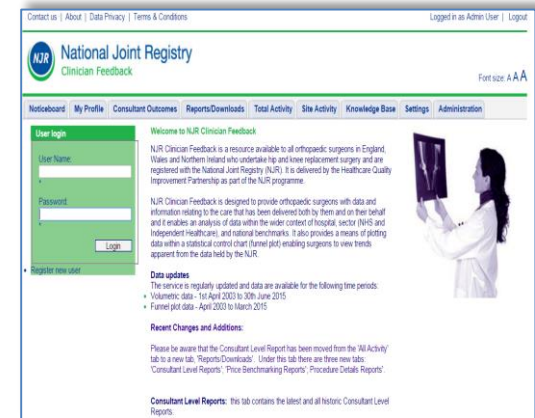 Contact us | About | Data Privacy | Terms & Conditions
Logged in as Admin User | Logout
NJR
National Joint Registry
Clinician Feedback
Font size: A A A
Noticeboard My Profile Consultant Outcomes Reports/Downloads Total Activity Site Activity Knowledge Base Settings Administration
User login
User Name:
*
Password:
*
Login
Register new user
Welcome to NJR Clinician Feedback
NJR Clinician Feedback is a resource available to all orthopaedic surgeons in England,
Wales and Northern Ireland who undertake hip and knee replacement surgery and are
registered with the National Joint Registry (NJR). It is delivered by the Healthcare Quality
Improvement Partnership as part of the NJR programme.
NJR Clinician Feedback is designed to provide orthopaedic surgeons with data and
information relating to the care that has been delivered both by them and on their behalf
and it enables an analysis of data within the wider context of hospital, sector (NHS and
Independent Healthcare), and national benchmarks. It also provides a means of plotting
data within a statistical control chart (funnel plot) enabling surgeons to view trends
apparent from the data held by the NJR.
Data updates
The service is regularly updated and data are available for the following time periods:
Volumetric data - 1st April 2003 to 30th June 2015
Funnel plot data - April 2003 to March
2015
Recent Changes and Additions:
Please be aware that the Consultant Level Report has been moved from the 'All Activity'
tab to a new tab, 'Reports/Downloads'. Under this tab there are three new tabs:
'Consultant Level Reports', 'Price Benchmarking Reports', Procedure Details Reports'.
Consultant Level Reports: this tab contains the latest and all historic Consultant Level
Reports.